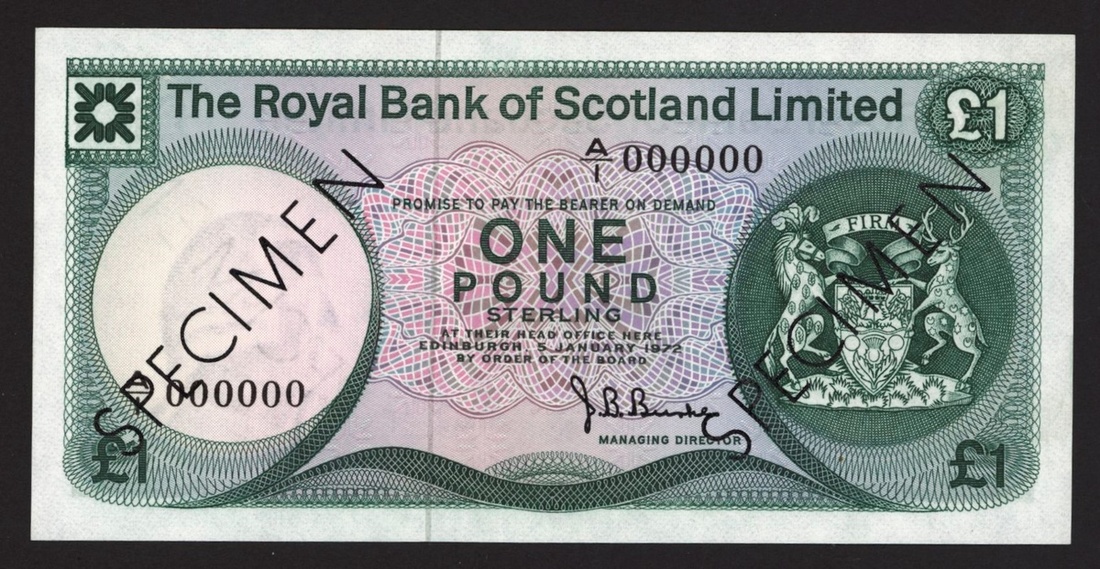 The Royal Bank of Scotland Limited
£1
A/1 000000
PROMISE TO PAY THE BEARER ON DEMAND
ONE
POUND
STERLING
AT THEIR HEAD OFFICE HERE
EDINBURGH, 5 JANUARY 1972
BY ORDER OF THE BOARD
J. B. Burke
MANAGING DIRECTOR
FIRM
000000
£1
£1
SPECIMEN
SPECIMEN